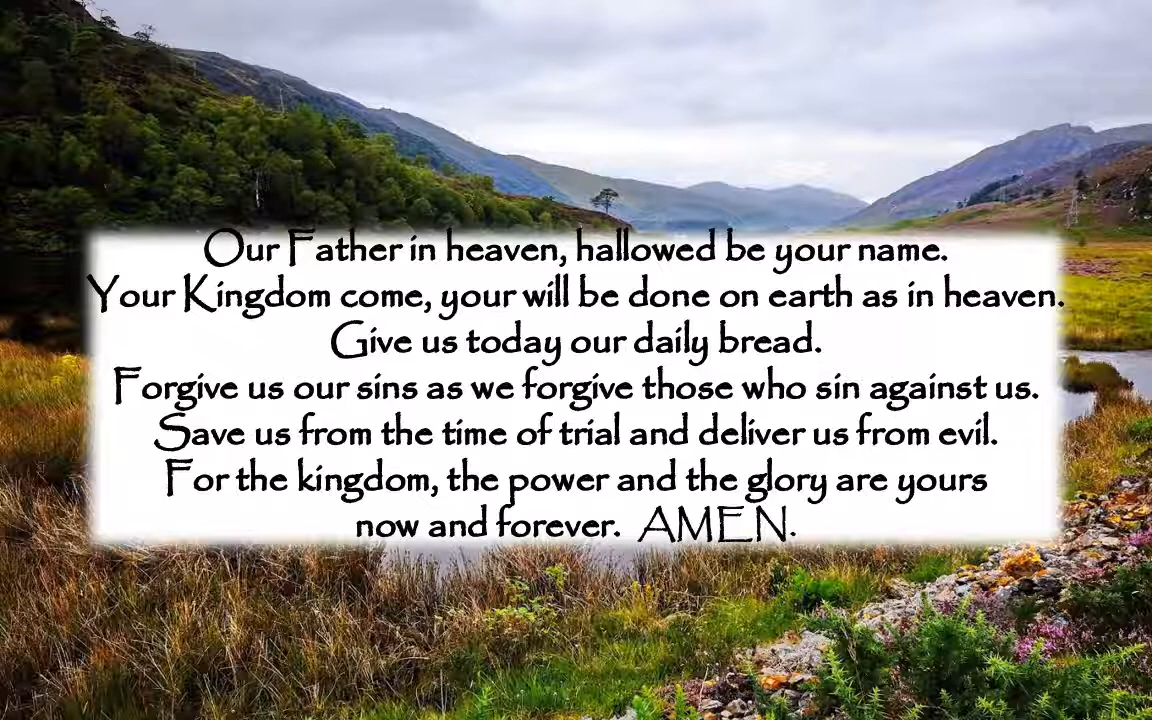 Our Father in heaven, hallowed be your name.
Your Kingdom come, your will be done on earth as in heaven.
Give us today our daily bread.
Forgive us our sins as we forgive those who sin against us.
Save us from the time of trial and deliver us from evil.
For the kingdom, the power and the glory are yours
now and forever.  AMEN.